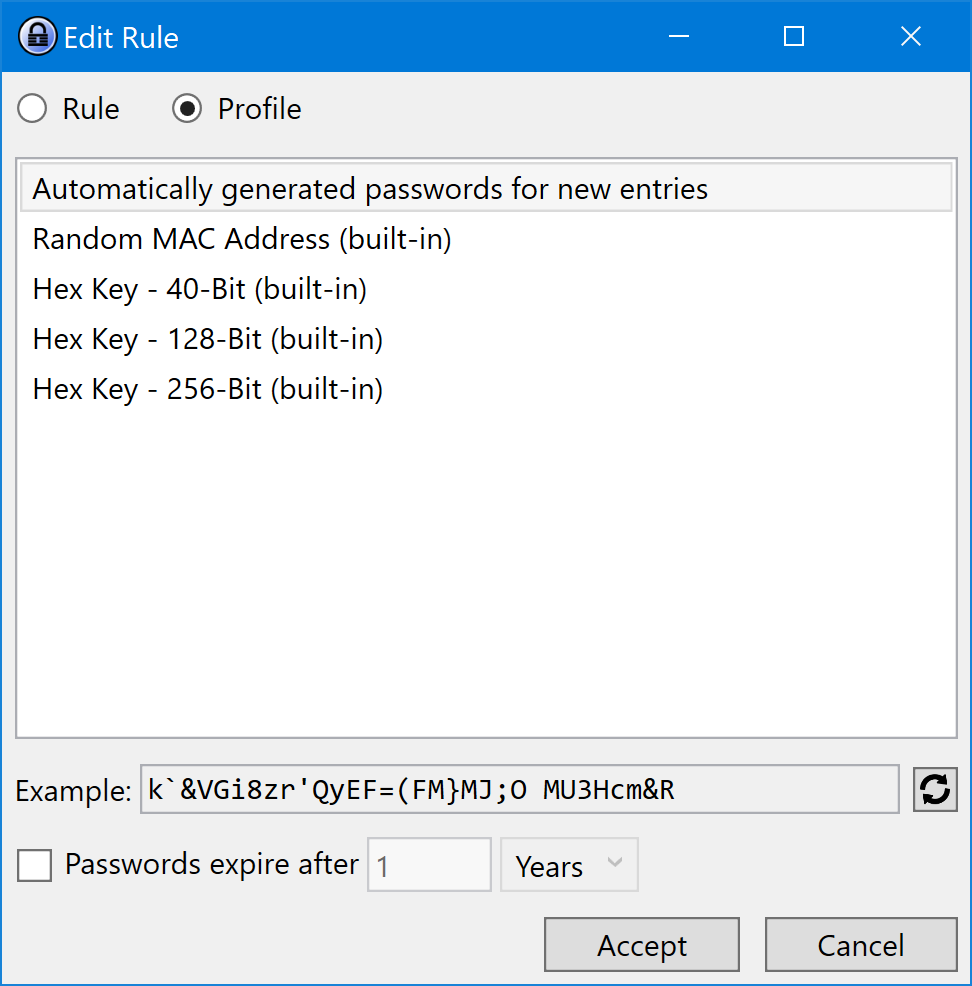 Edit Rule
Rule Profile
Automatically generated passwords for new entries
Random MAC Address (built-in)
Hex Key - 40-Bit (built-in)
Hex Key - 128-Bit (built-in)
Hex Key - 256-Bit (built-in)
Example: k`&VGi8zr'QyEF=(FM}MJ;O MU3Hcm&R
Passwords expire after 1 Years
Accept Cancel